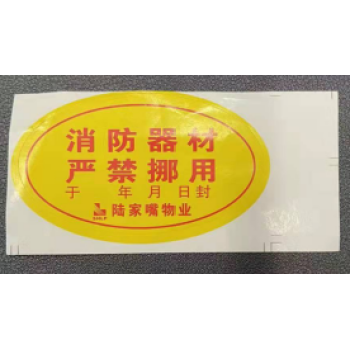 消防器材
严禁挪用
于 年 月 日封
陆家嘴物业